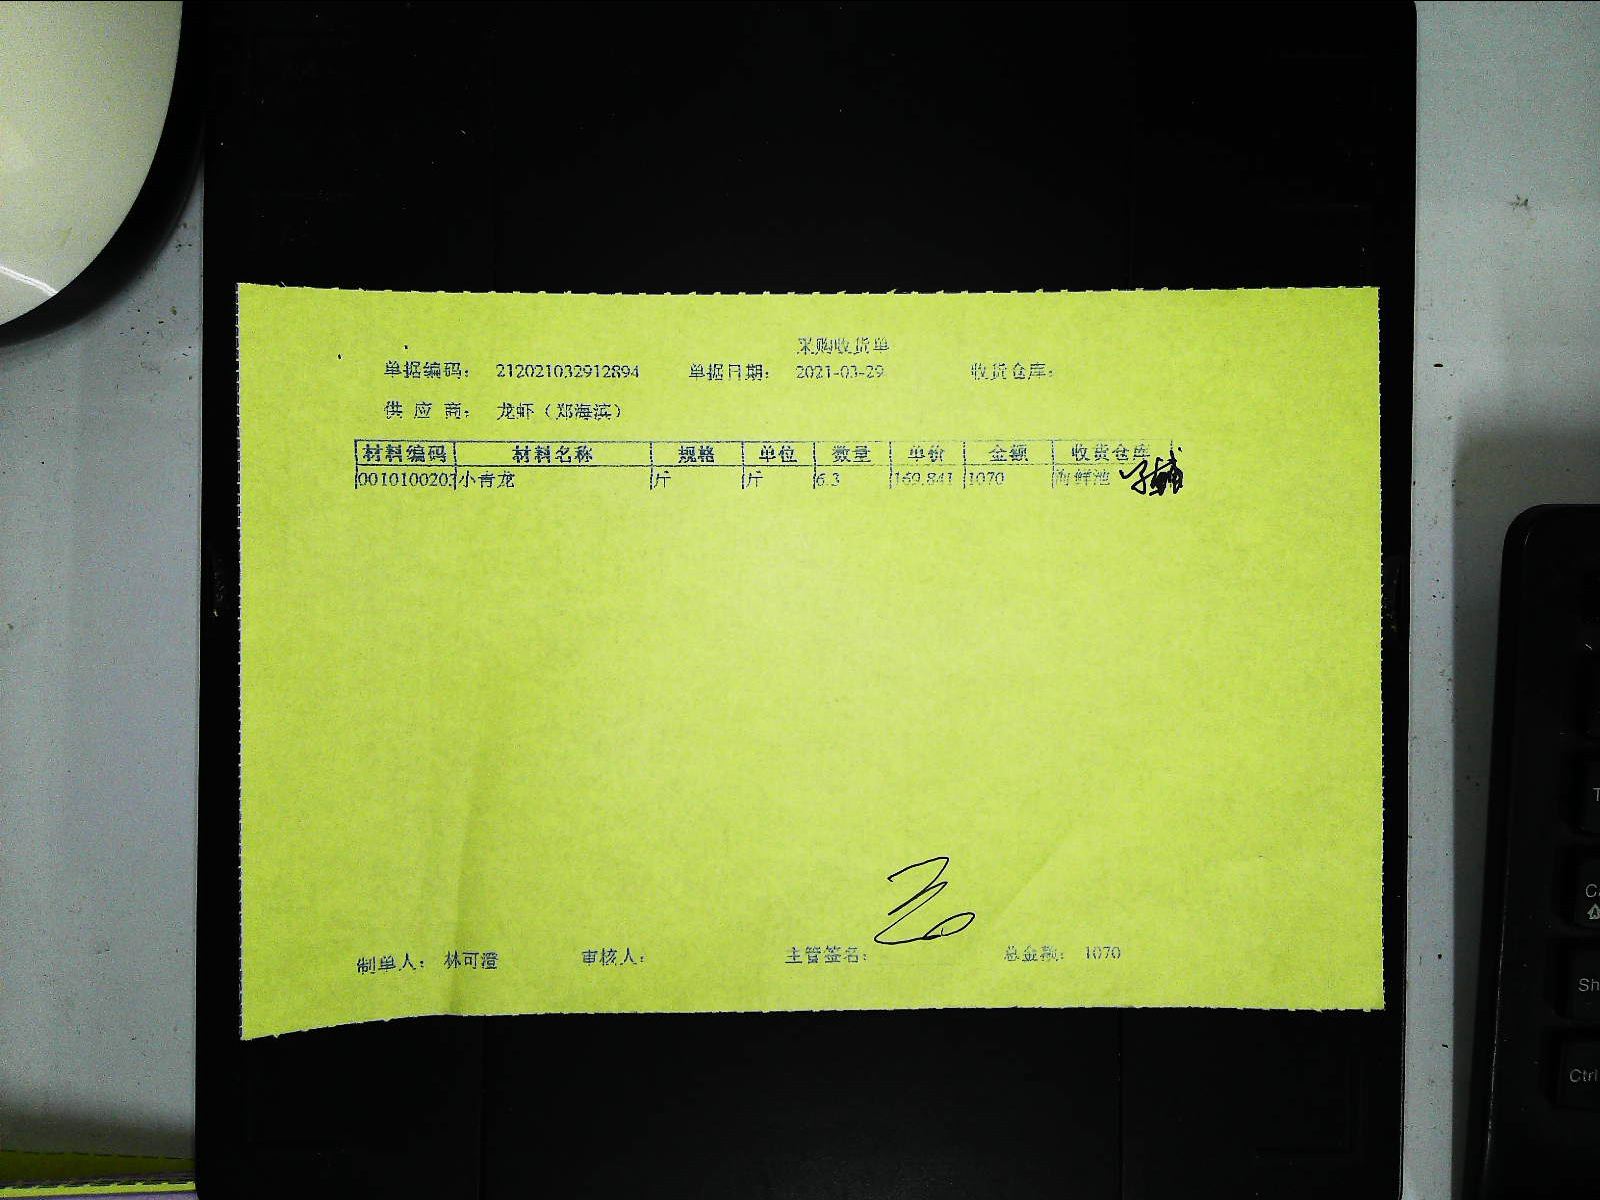 采购收货单
单据编码： 212021032912894 单据日期： 2021-03-29 收货仓库：
供 应 商： 龙虾（郑海滨）
材料编码 材料名称 规格 单位 数量 单价 金额 收货仓库
0010100203 小青龙 斤 斤 6.3 169.841 1070 海鲜池
制单人： 林可澄 审核人： 主管签名： 总金额： 1070
Ctrl